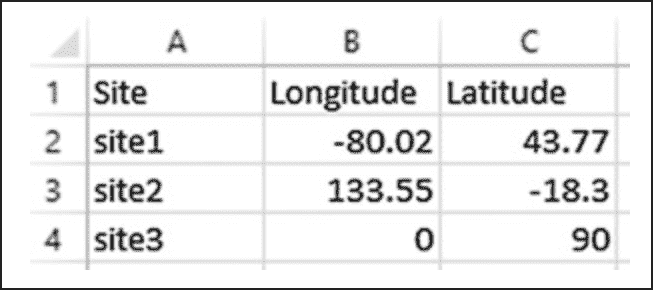 A B C
1 Site Longitude Latitude
2 site1 -80.02 43.77
3 site2 133.55 -18.3
4 site3 0 90